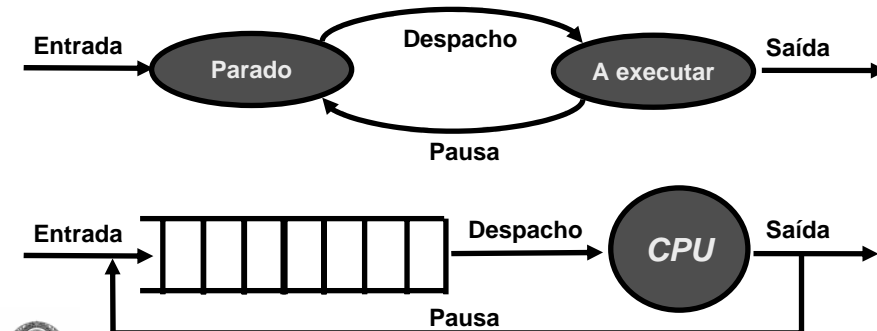 Entrada
Despacho
Saída
Parado
A executar
Pausa
Entrada
Despacho
Saída
CPU
Pausa